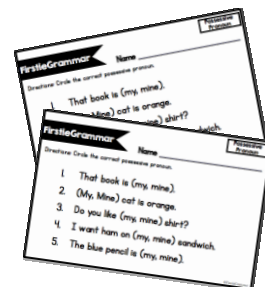 Possessive
Pronoun
FirstieGrammar
Name
Directions: Circle the correct possessive pronoun.
1. That book is (my, mine).
Mine) cat is orange.
(my, mine) shirt?
sandwich.
Possessive
Pronoun
FirstieGrammar
Name
Directions: Circle the correct possessive pronoun.
1. That book is (my, mine).
2. (My, Mine) cat is orange.
3. Do you like (my, mine) shirt?
4. I want ham on (my, mine) sandwich.
5. The blue pencil is (my, mine).